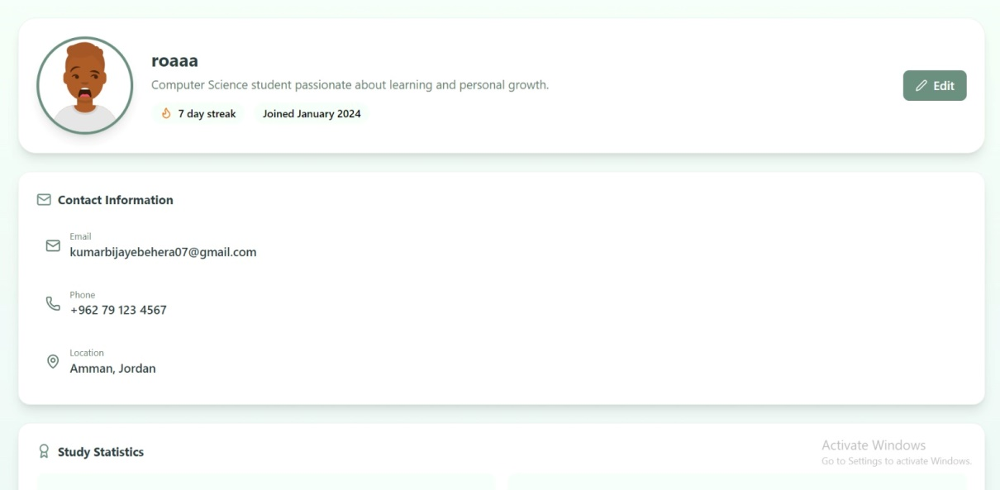 roaaa
Computer Science student passionate about learning and personal growth.
Edit
7 day streak
Joined January 2024
Contact Information
Email
kumarbijayebehera07@gmail.com
Phone
+962 79 123 4567
Location
Amman, Jordan
Study Statistics
Activate Windows
Go to Settings to activate Windows.